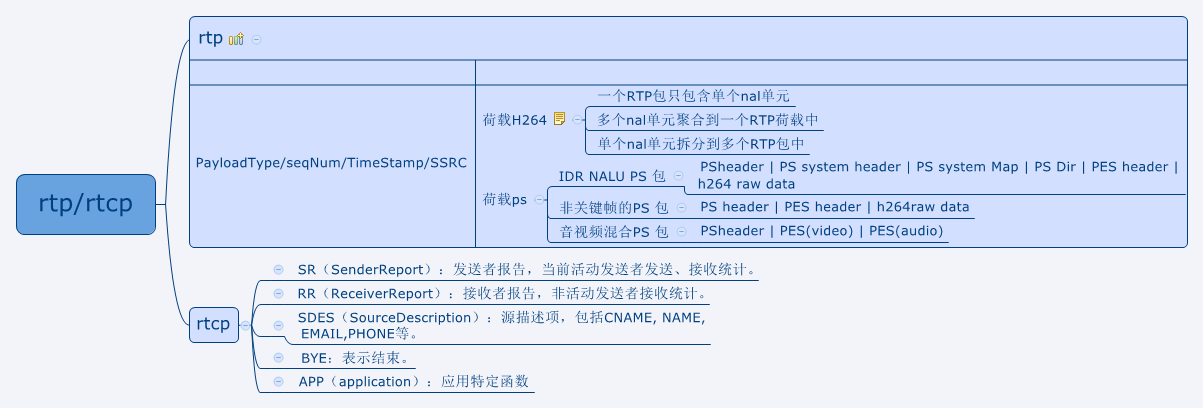 rtp/rtcp
rtp
PayloadType/seqNum/TimeStamp/SSRC
荷载H264
一个RTP包只包含单个nal单元
多个nal单元聚合到一个RTP荷载中
单个nal单元拆分到多个RTP包中
荷载ps
IDR NALU PS 包
PSheader | PS system header | PS system Map | PS Dir | PES header |
h264 raw data
非关键帧的PS 包
PS header | PES header | h264raw data
音视频混合PS 包
PSheader | PES(video) | PES(audio)
rtcp
SR（SenderReport）：发送者报告，当前活动发送者发送、接收统计。
RR（ReceiverReport）：接收者报告，非活动发送者接收统计。
SDES（SourceDescription）：源描述项，包括CNAME, NAME,
EMAIL,PHONE等。
BYE：表示结束。
APP（application）：应用特定函数